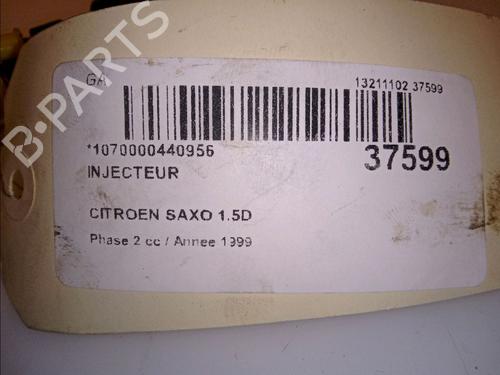 B-PARTS
GA
13211102 37599
*1070000440956
37599
INJECTEUR
CITROEN SAXO 1.5D
Phase 2 cc / Annee 1999